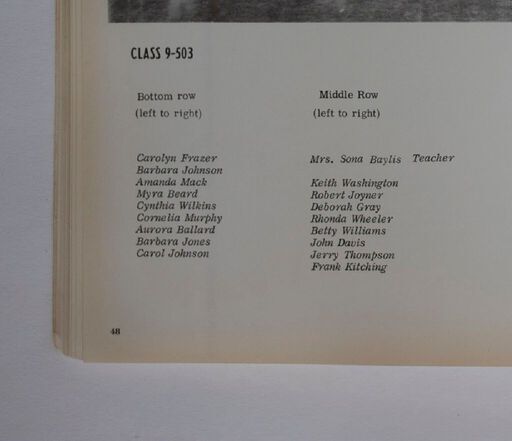 CLASS 9-503
Bottom row
(left to right)
Carolyn Frazer
Barbara Johnson
Amanda Mack
Myra Beard
Cynthia Wilkins
Cornelia Murphy
Aurora Ballard
Barbara Jones
Carol Johnson
Middle Row
(left to right)
Mrs. Sona Baylis Teacher
Keith Washington
Robert Joyner
Deborah Gray
Rhonda Wheeler
Betty Williams
John Davis
Jerry Thompson
Frank Kitching
48